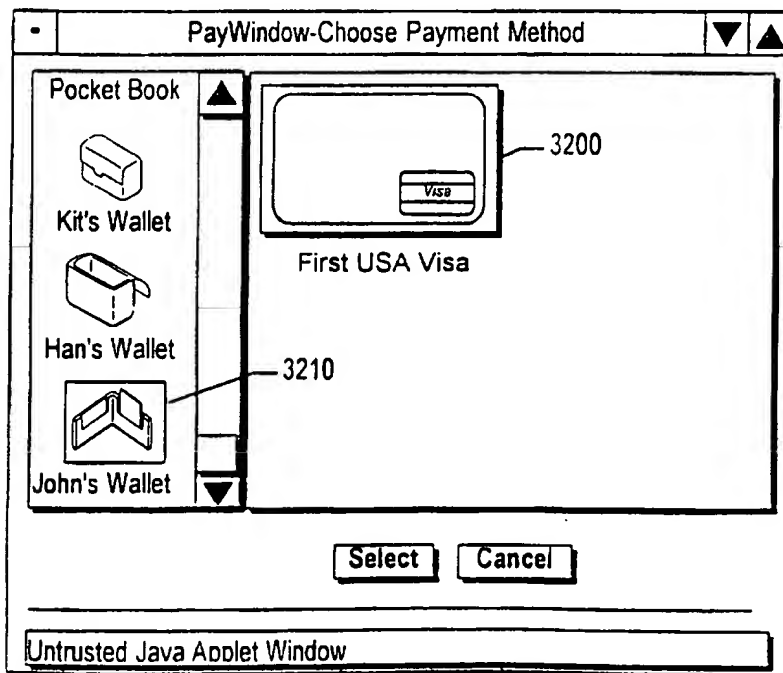 PayWindow-Choose Payment Method
Pocket Book
Kit's Wallet
Han's Wallet
John's Wallet
Visa
3200
First USA Visa
3210
Select
Cancel
Untrusted Java Applet Window